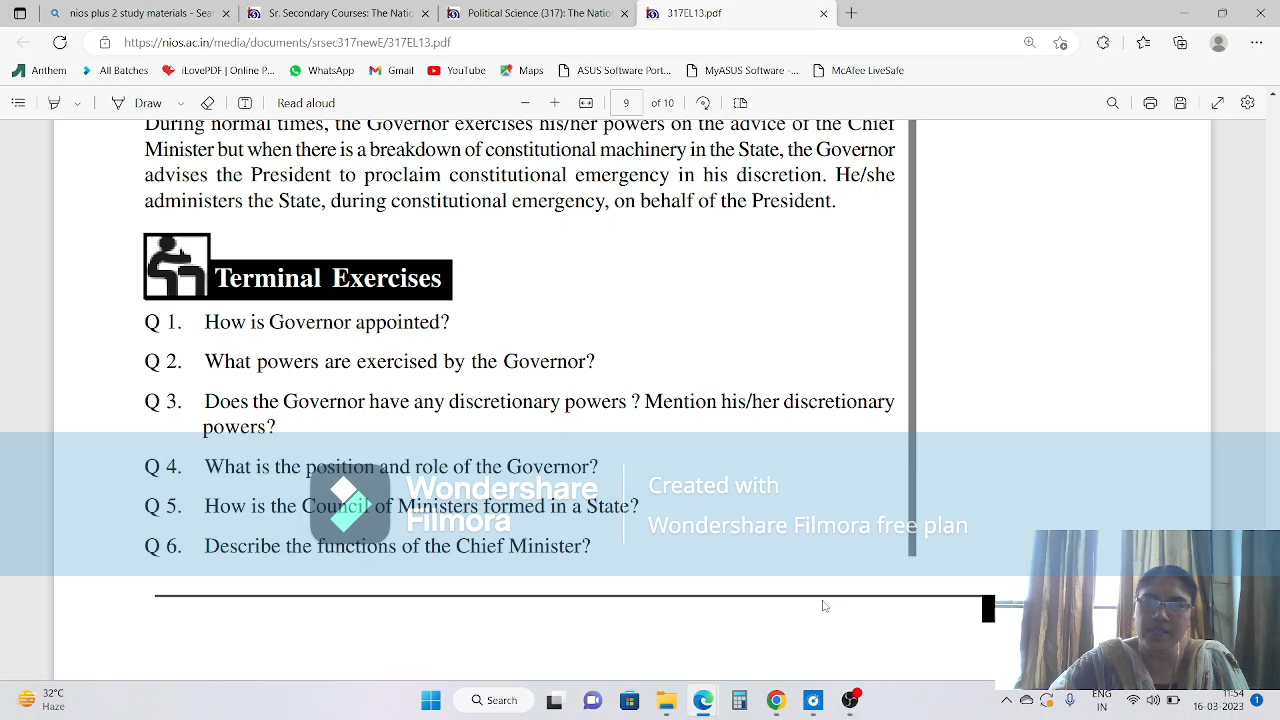 nios plus 2 study materials - Sear
Sr. Secondary Courses: The Natio
Political Science (317): The Natio
317EL13.pdf
https://nios.ac.in/media/documents/srsec317newE/317EL13.pdf
Anthem
All Batches
iLovePDF | Online P...
WhatsApp
Gmail
YouTube
Maps
ASUS Software Port...
MyASUS Software -...
McAfee LiveSafe
Draw
Read aloud
9 of 10
During normal times, the Governor exercises his/her powers on the advice of the Chief
Minister but when there is a breakdown of constitutional machinery in the State, the Governor
advises the President to proclaim constitutional emergency in his discretion. He/she
administers the State, during constitutional emergency, on behalf of the President.
Terminal Exercises
Q 1. How is Governor appointed?
Q 2. What powers are exercised by the Governor?
Q 3. Does the Governor have any discretionary powers ? Mention his/her discretionary
powers?
Q 4. What is the position and role of the Governor?
Q 5. How is the Council of Ministers formed in a State?
Q 6. Describe the functions of the Chief Minister?
Wondershare
Filmora
Created with
Wondershare Filmora free plan
32°C
Haze
Search
ENG
IN
11:54
16-03-2023
1